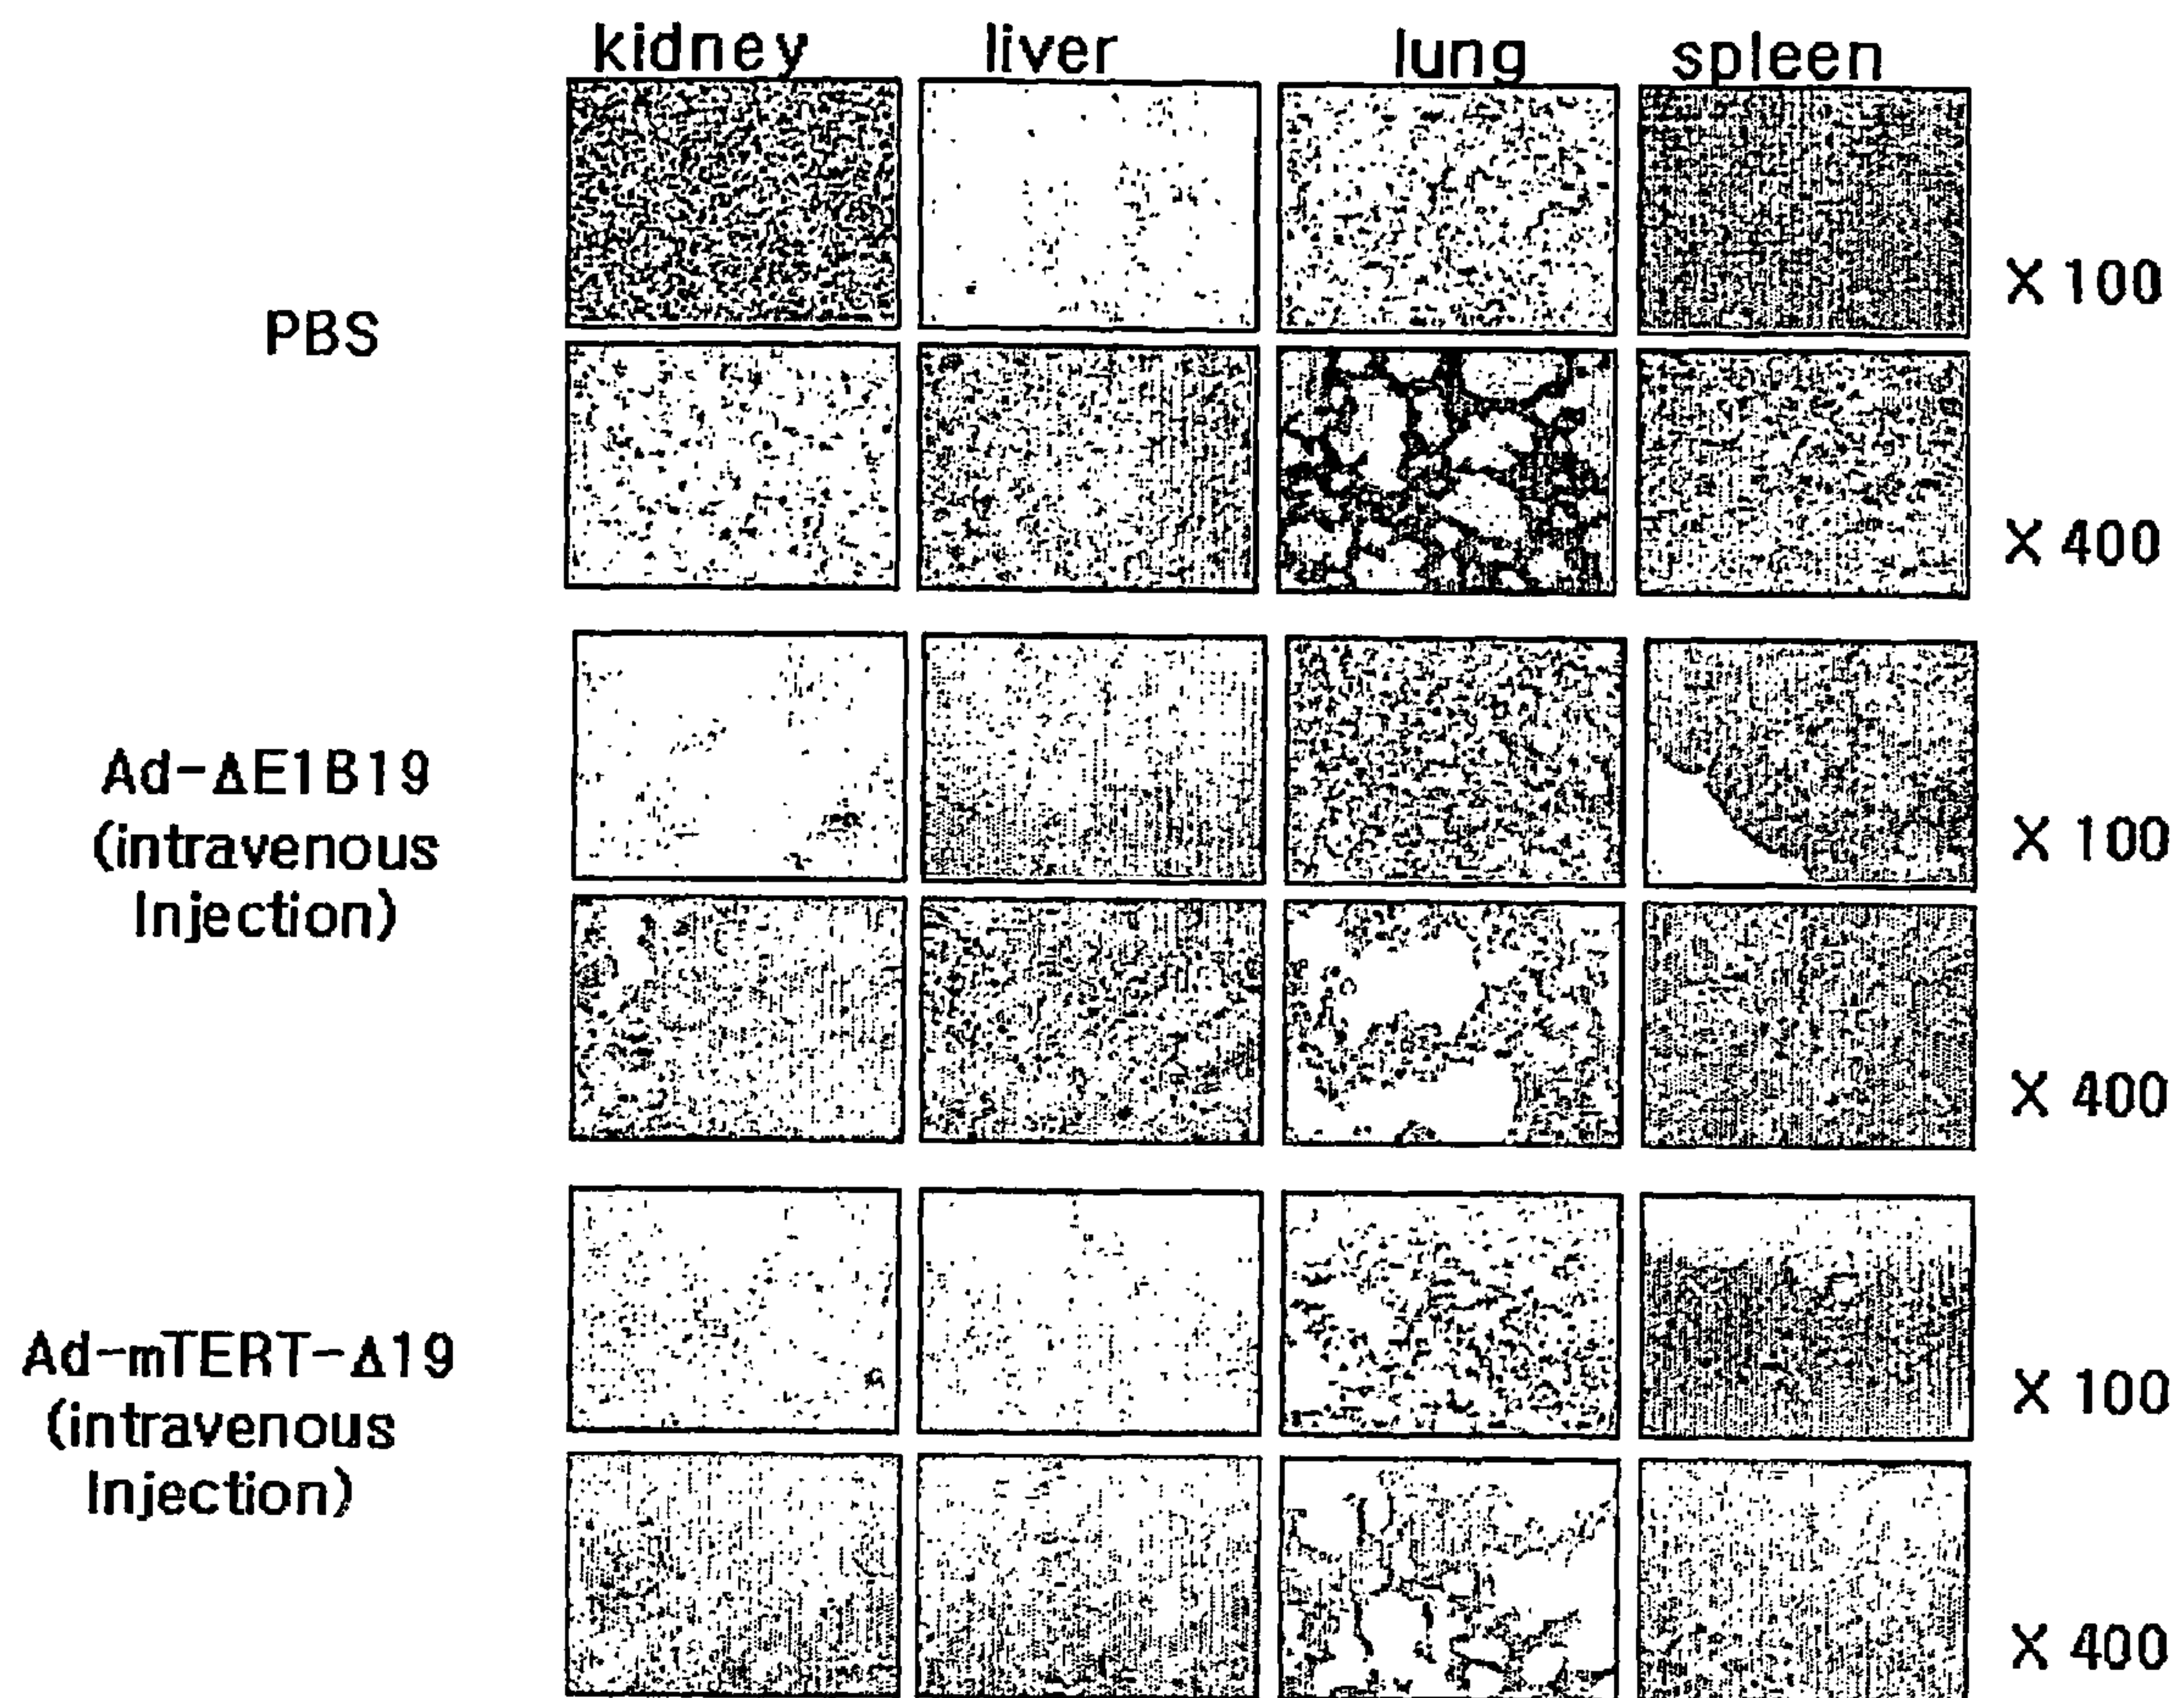 kidney liver lung spleen
X 100
PBS
X 400
Ad-ΔE1B19
(intravenous
Injection)
X 100
X 400
Ad-mTERT-Δ19
(intravenous
Injection)
X 100
X 400